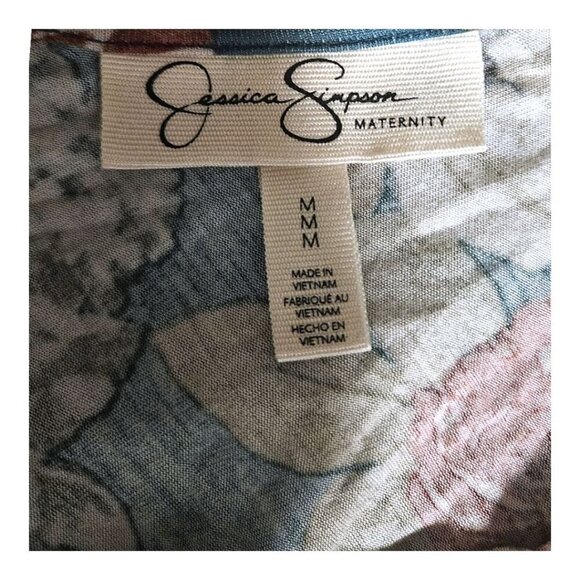 Jessica Simpson
MATERNITY
M
M
M
MADE IN
VIETNAM
FABRIQUÉ AU
VIETNAM
HECHO EN
VIETNAM